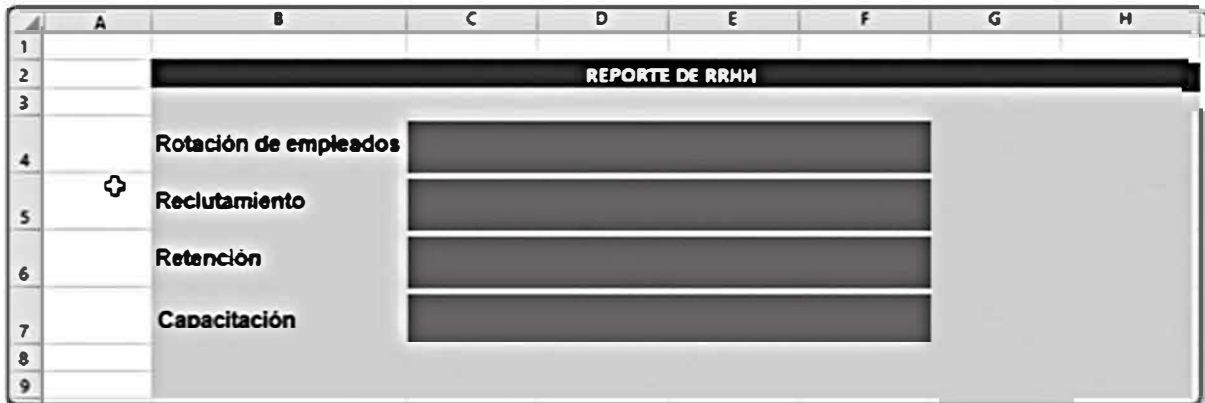 A B C D E F G H
1
2 REPORTE DE RRHH
3
4 Rotación de empleados
5 Reclutamiento
6 Retención
7 Capacitación
8
9